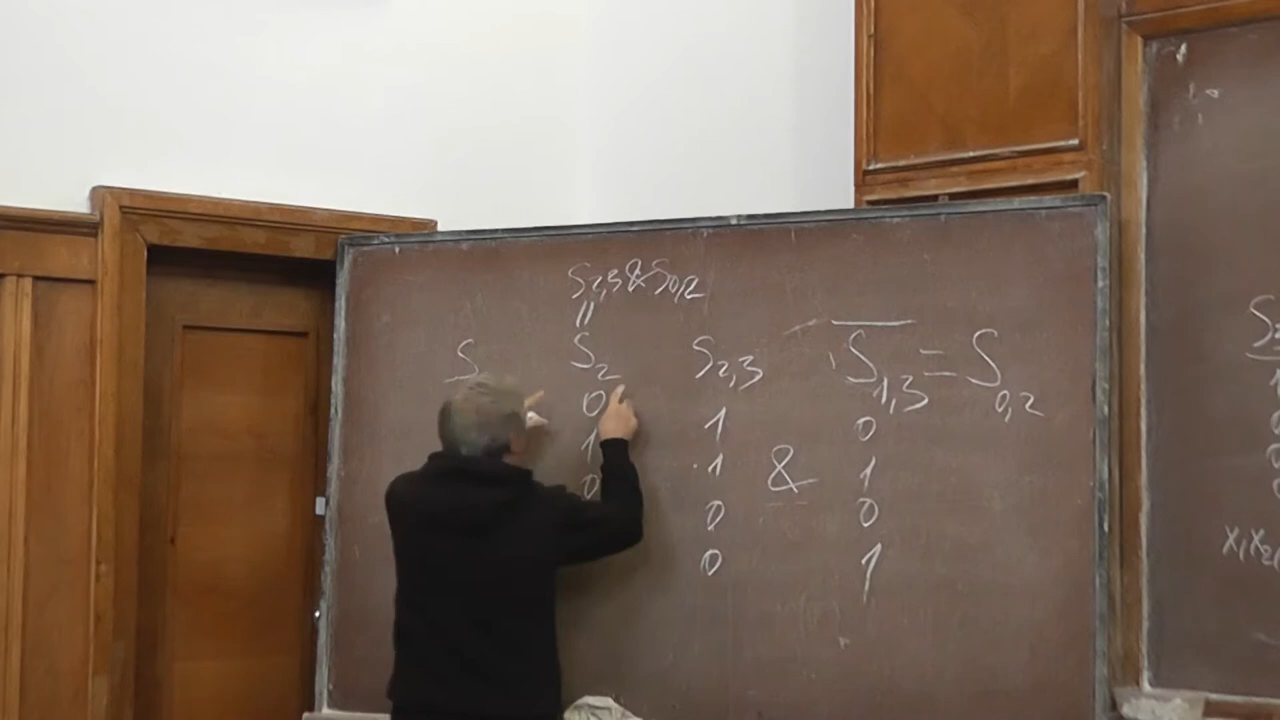 S₂,₃&S₀,₂
||
S S₂ S₂,₃ S̅₁,₃ = S₀,₂
0 1 0
1 1 & 1
0 0 0
0 1